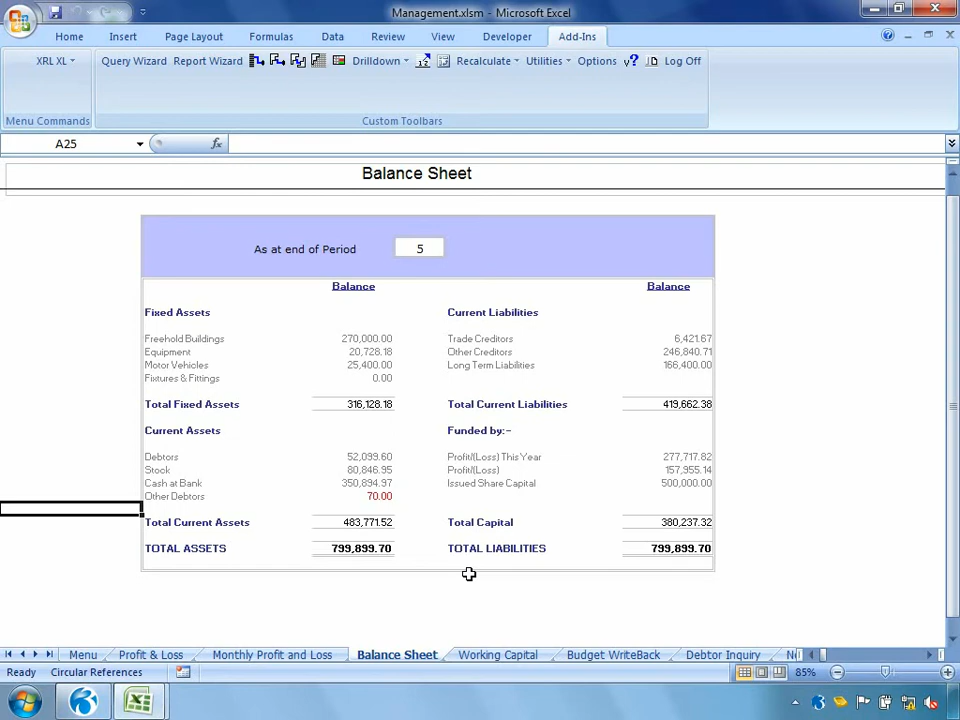 Management.xlsm - Microsoft Excel
Home Insert Page Layout Formulas Data Review View Developer Add-Ins
XRL XL Query Wizard Report Wizard Drilldown Recalculate Utilities Options Log Off
Menu Commands Custom Toolbars
A25 fx
Balance Sheet
As at end of Period 5
Balance Balance
Fixed Assets Current Liabilities
Freehold Buildings 270,000.00 Trade Creditors 6,421.67
Equipment 20,728.18 Other Creditors 246,840.71
Motor Vehicles 25,400.00 Long Term Liabilities 166,400.00
Fixtures & Fittings 0.00
Total Fixed Assets 316,128.18 Total Current Liabilities 419,662.38
Current Assets Funded by:-
Debtors 52,099.60 Profit/(Loss) This Year 277,717.82
Stock 80,846.95 Profit/(Loss) 157,955.14
Cash at Bank 350,894.97 Issued Share Capital 500,000.00
Other Debtors 70.00
Total Current Assets 483,771.52 Total Capital 380,237.32
TOTAL ASSETS 799,899.70 TOTAL LIABILITIES 799,899.70
Menu Profit & Loss Monthly Profit and Loss Balance Sheet Working Capital Budget WriteBack Debtor Inquiry
Ready Circular References 85%